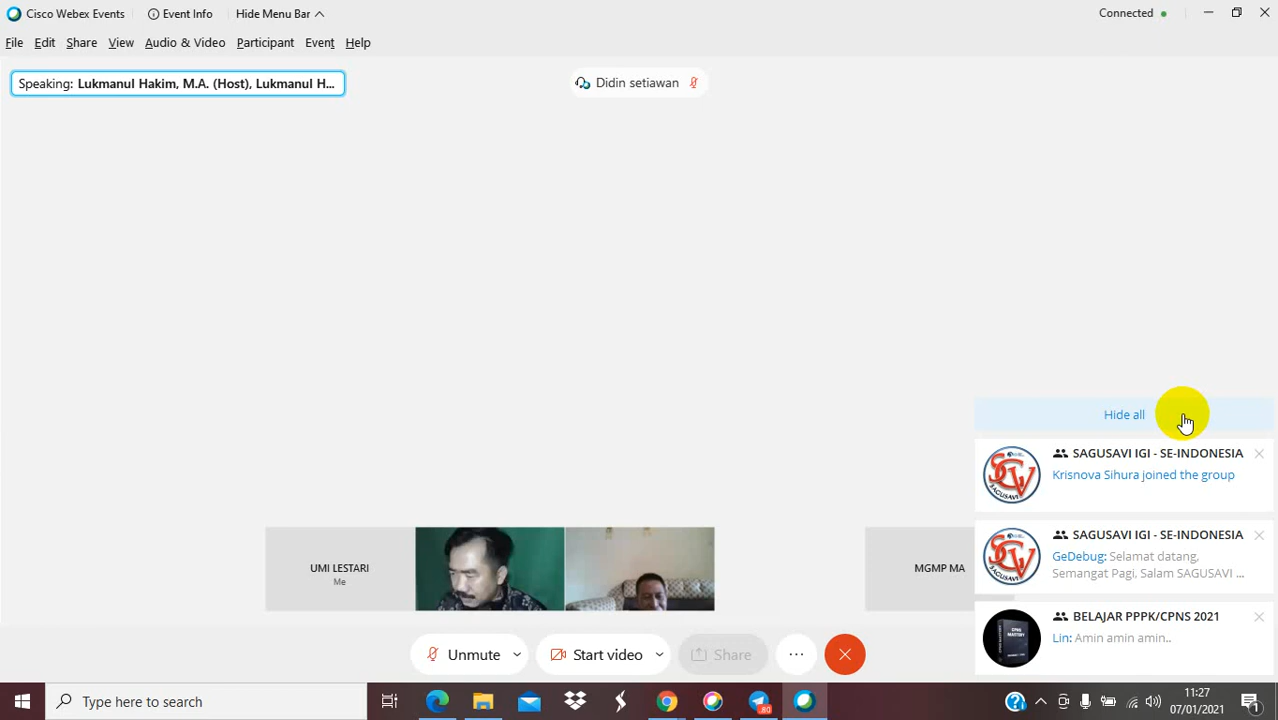 Cisco Webex Events
Event Info
Hide Menu Bar
Connected
File Edit Share View Audio & Video Participant Event Help
Speaking: Lukmanul Hakim, M.A. (Host), Lukmanul H...
Didin setiawan
Hide all
SAGUSAVI IGI - SE-INDONESIA
Krisnova Sihura joined the group
SAGUSAVI IGI - SE-INDONESIA
GeDebug: Selamat datang,
Semangat Pagi, Salam SAGUSAVI ...
BELAJAR PPPK/CPNS 2021
Lin: Amin amin amin..
UMI LESTARI
Me
MGMP MA
Unmute
Start video
Share
Type here to search
80
11:27
07/01/2021
1